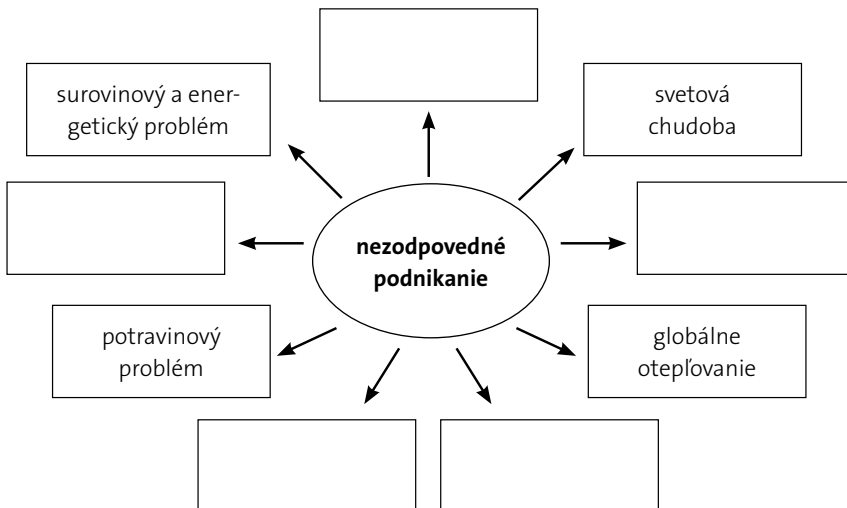 surovinový a ener-
getický problém
svetová
chudoba
nezodpovedné
podnikanie
potravinový
problém
globálne
otepľovanie